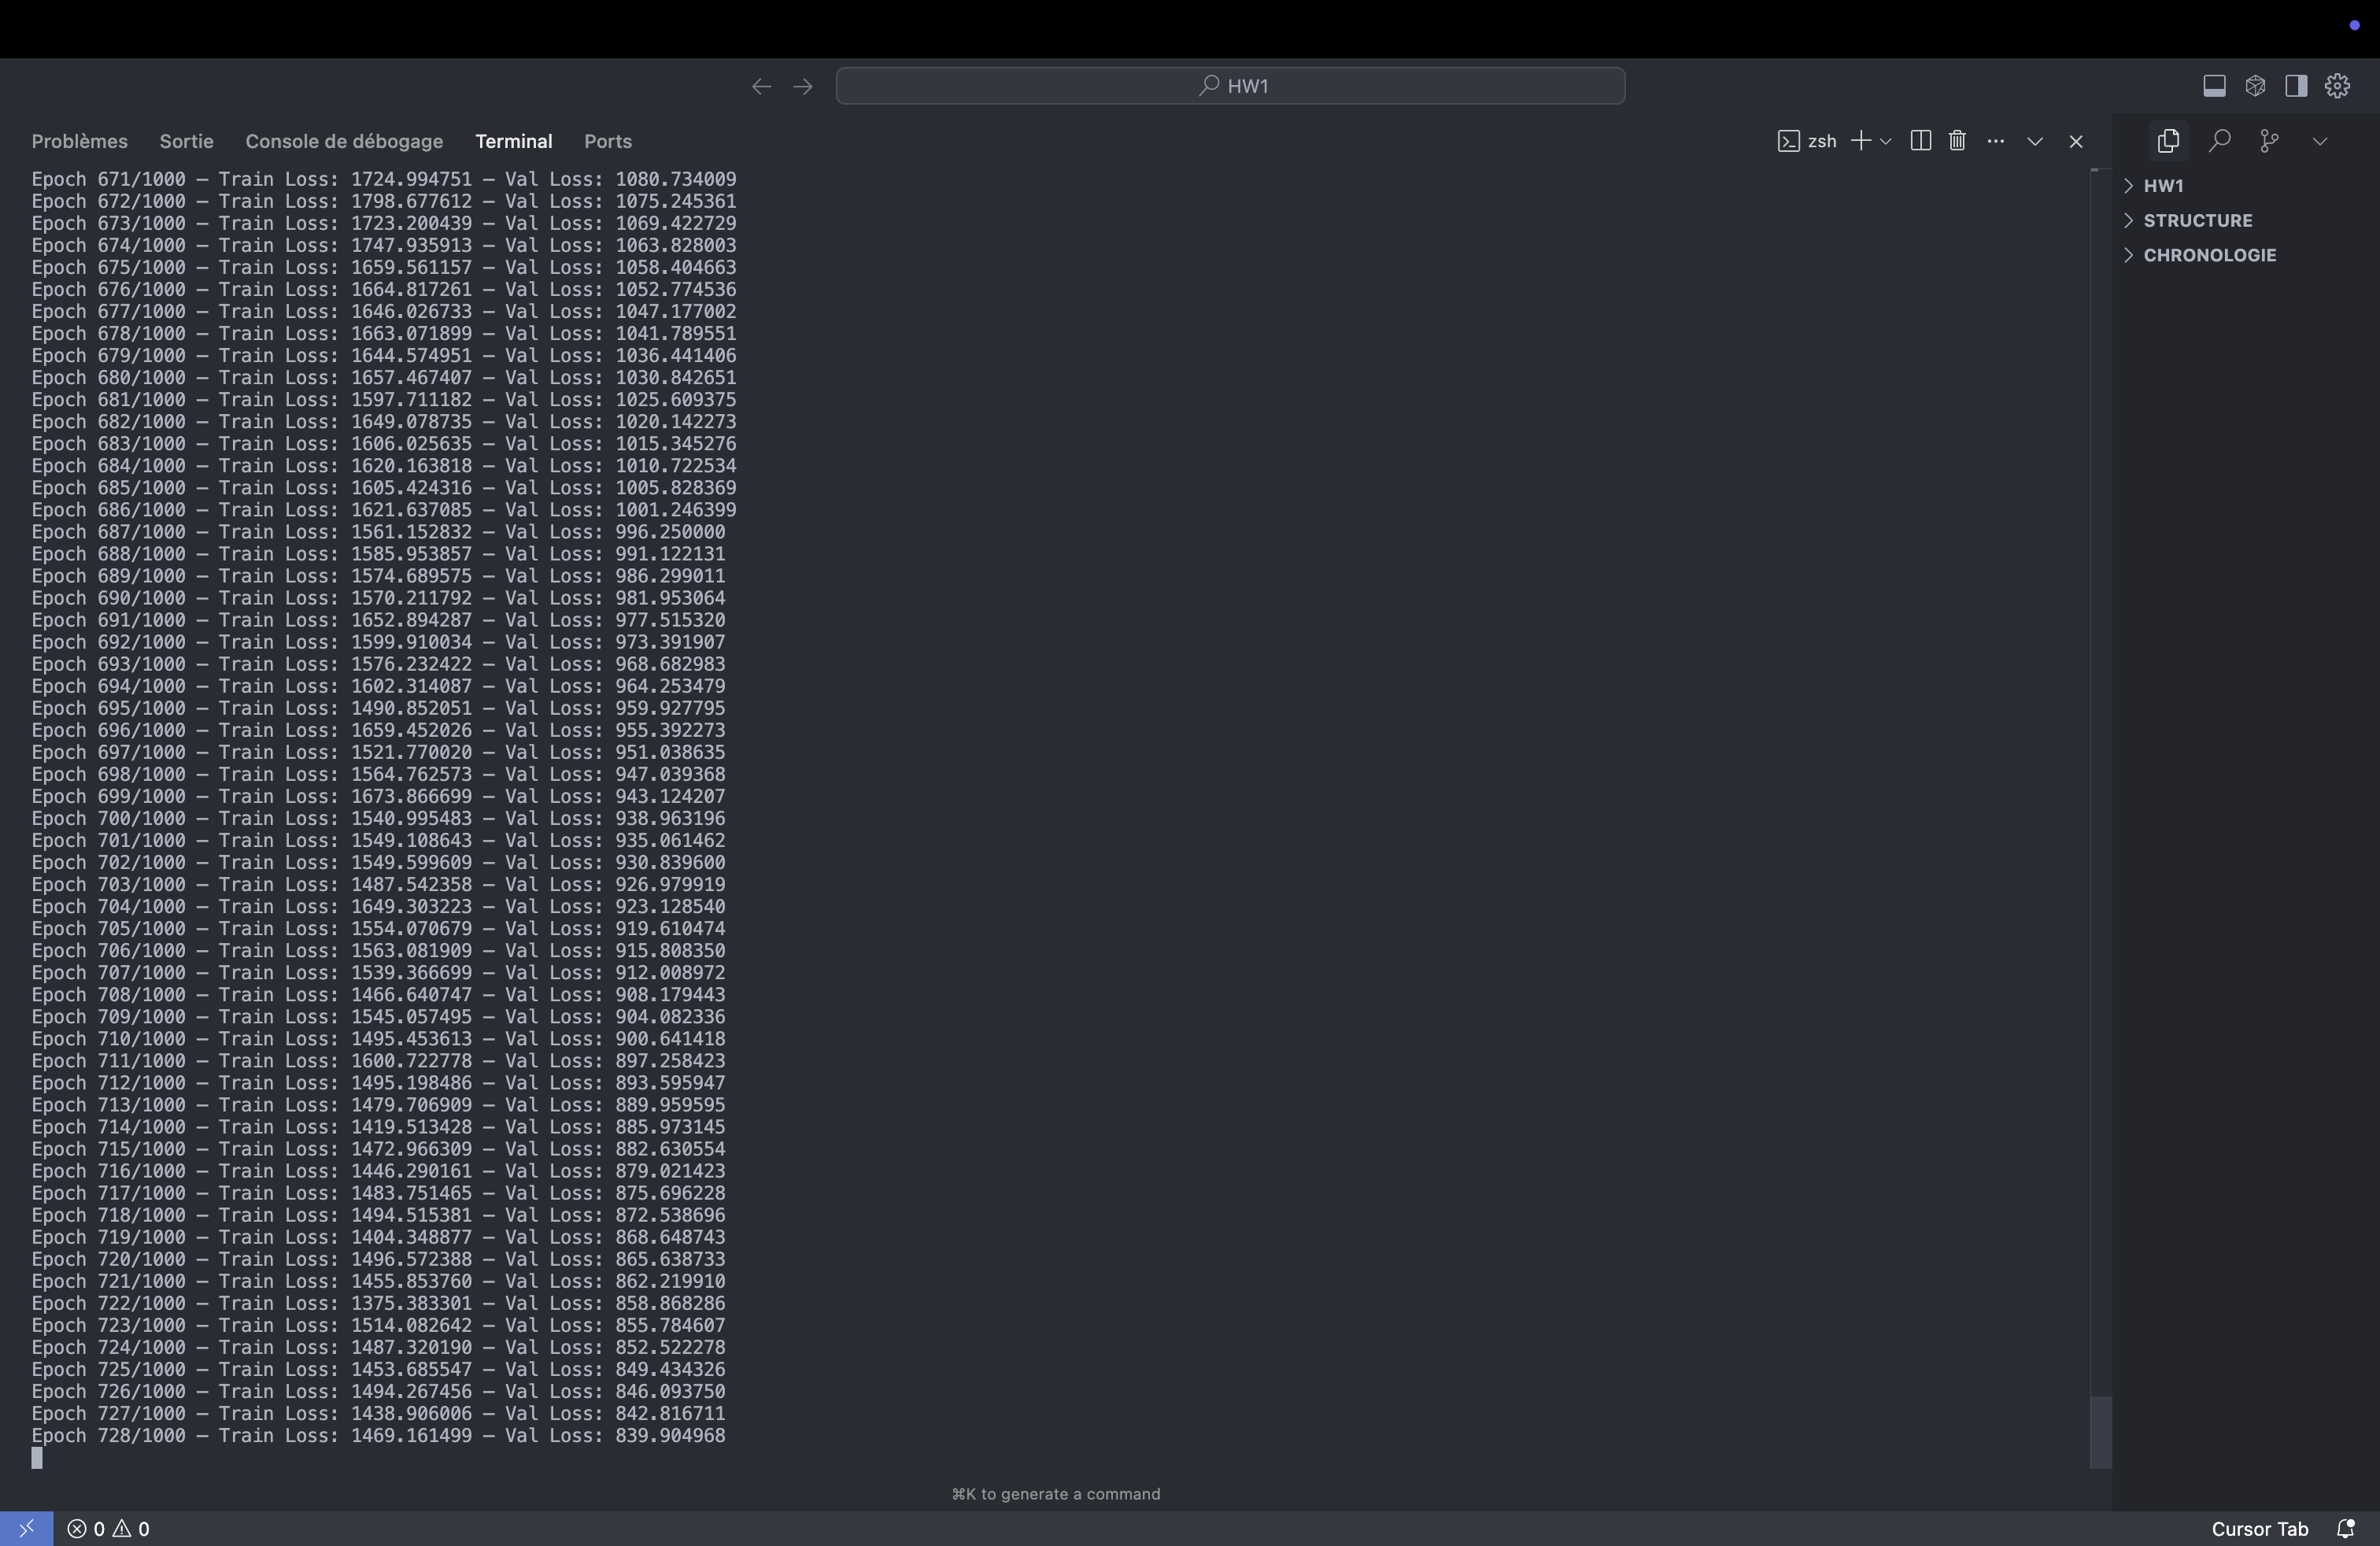 HW1
Problèmes Sortie Console de débogage Terminal Ports zsh
Epoch 671/1000 — Train Loss: 1724.994751 — Val Loss: 1080.734009
Epoch 672/1000 — Train Loss: 1798.677612 — Val Loss: 1075.245361
Epoch 673/1000 — Train Loss: 1723.200439 — Val Loss: 1069.422729
Epoch 674/1000 — Train Loss: 1747.935913 — Val Loss: 1063.828003
Epoch 675/1000 — Train Loss: 1659.561157 — Val Loss: 1058.404663
Epoch 676/1000 — Train Loss: 1664.817261 — Val Loss: 1052.774536
Epoch 677/1000 — Train Loss: 1646.026733 — Val Loss: 1047.177002
Epoch 678/1000 — Train Loss: 1663.071899 — Val Loss: 1041.789551
Epoch 679/1000 — Train Loss: 1644.574951 — Val Loss: 1036.441406
Epoch 680/1000 — Train Loss: 1657.467407 — Val Loss: 1030.842651
Epoch 681/1000 — Train Loss: 1597.711182 — Val Loss: 1025.609375
Epoch 682/1000 — Train Loss: 1649.078735 — Val Loss: 1020.142273
Epoch 683/1000 — Train Loss: 1606.025635 — Val Loss: 1015.345276
Epoch 684/1000 — Train Loss: 1620.163818 — Val Loss: 1010.722534
Epoch 685/1000 — Train Loss: 1605.424316 — Val Loss: 1005.828369
Epoch 686/1000 — Train Loss: 1621.637085 — Val Loss: 1001.246399
Epoch 687/1000 — Train Loss: 1561.152832 — Val Loss: 996.250000
Epoch 688/1000 — Train Loss: 1585.953857 — Val Loss: 991.122131
Epoch 689/1000 — Train Loss: 1574.689575 — Val Loss: 986.299011
Epoch 690/1000 — Train Loss: 1570.211792 — Val Loss: 981.953064
Epoch 691/1000 — Train Loss: 1652.894287 — Val Loss: 977.515320
Epoch 692/1000 — Train Loss: 1599.910034 — Val Loss: 973.391907
Epoch 693/1000 — Train Loss: 1576.232422 — Val Loss: 968.682983
Epoch 694/1000 — Train Loss: 1602.314087 — Val Loss: 964.253479
Epoch 695/1000 — Train Loss: 1490.852051 — Val Loss: 959.927795
Epoch 696/1000 — Train Loss: 1659.452026 — Val Loss: 955.392273
Epoch 697/1000 — Train Loss: 1521.770020 — Val Loss: 951.038635
Epoch 698/1000 — Train Loss: 1564.762573 — Val Loss: 947.039368
Epoch 699/1000 — Train Loss: 1673.866699 — Val Loss: 943.124207
Epoch 700/1000 — Train Loss: 1540.995483 — Val Loss: 938.963196
Epoch 701/1000 — Train Loss: 1549.108643 — Val Loss: 935.061462
Epoch 702/1000 — Train Loss: 1549.599609 — Val Loss: 930.839600
Epoch 703/1000 — Train Loss: 1487.542358 — Val Loss: 926.979919
Epoch 704/1000 — Train Loss: 1649.303223 — Val Loss: 923.128540
Epoch 705/1000 — Train Loss: 1554.070679 — Val Loss: 919.610474
Epoch 706/1000 — Train Loss: 1563.081909 — Val Loss: 915.808350
Epoch 707/1000 — Train Loss: 1539.366699 — Val Loss: 912.008972
Epoch 708/1000 — Train Loss: 1466.640747 — Val Loss: 908.179443
Epoch 709/1000 — Train Loss: 1545.057495 — Val Loss: 904.082336
Epoch 710/1000 — Train Loss: 1495.453613 — Val Loss: 900.641418
Epoch 711/1000 — Train Loss: 1600.722778 — Val Loss: 897.258423
Epoch 712/1000 — Train Loss: 1495.198486 — Val Loss: 893.595947
Epoch 713/1000 — Train Loss: 1479.706909 — Val Loss: 889.959595
Epoch 714/1000 — Train Loss: 1419.513428 — Val Loss: 885.973145
Epoch 715/1000 — Train Loss: 1472.966309 — Val Loss: 882.630554
Epoch 716/1000 — Train Loss: 1446.290161 — Val Loss: 879.021423
Epoch 717/1000 — Train Loss: 1483.751465 — Val Loss: 875.696228
Epoch 718/1000 — Train Loss: 1494.515381 — Val Loss: 872.538696
Epoch 719/1000 — Train Loss: 1404.348877 — Val Loss: 868.648743
Epoch 720/1000 — Train Loss: 1496.572388 — Val Loss: 865.638733
Epoch 721/1000 — Train Loss: 1455.853760 — Val Loss: 862.219910
Epoch 722/1000 — Train Loss: 1375.383301 — Val Loss: 858.868286
Epoch 723/1000 — Train Loss: 1514.082642 — Val Loss: 855.784607
Epoch 724/1000 — Train Loss: 1487.320190 — Val Loss: 852.522278
Epoch 725/1000 — Train Loss: 1453.685547 — Val Loss: 849.434326
Epoch 726/1000 — Train Loss: 1494.267456 — Val Loss: 846.093750
Epoch 727/1000 — Train Loss: 1438.906006 — Val Loss: 842.816711
Epoch 728/1000 — Train Loss: 1469.161499 — Val Loss: 839.904968
⌘K to generate a command
HW1
STRUCTURE
CHRONOLOGIE
0 0
Cursor Tab